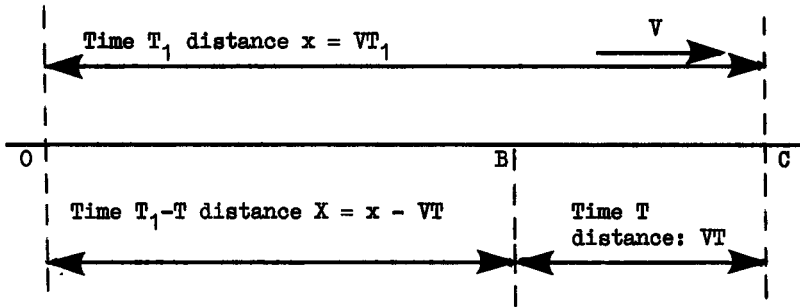 Time T₁ distance x = VT₁
V
O
B
C
Time T₁-T distance X = x - VT
Time T
distance: VT